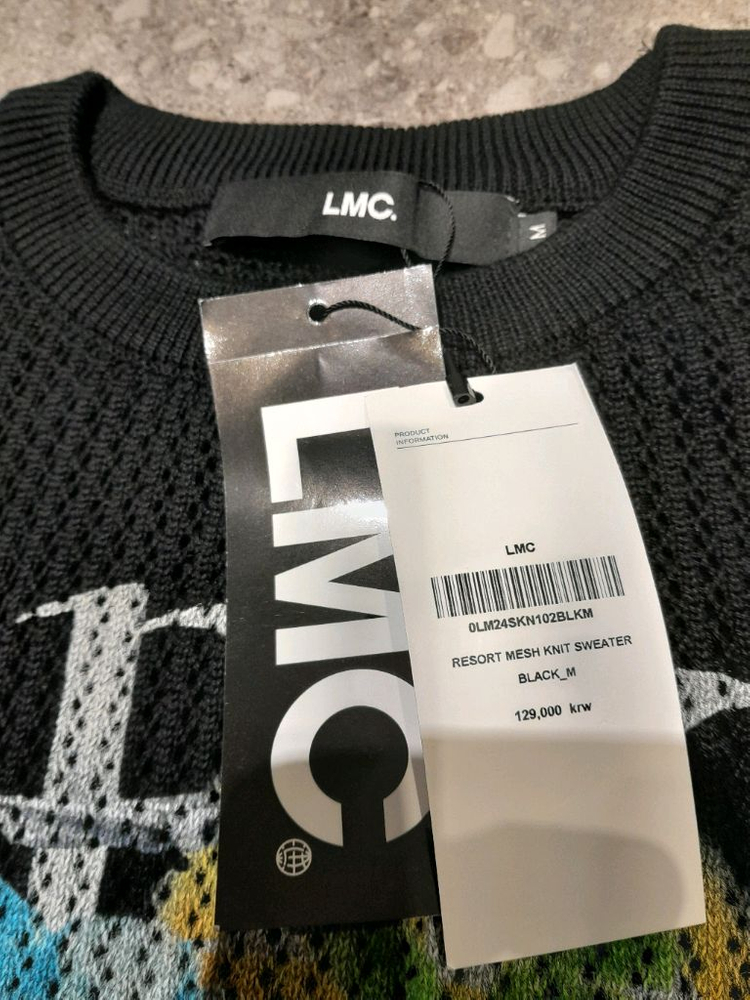 LMC.
M
LMC
PRODUCT
INFORMATION
LMC
0LM24SKN102BLKM
RESORT MESH KNIT SWEATER
BLACK_M
129,000 krw